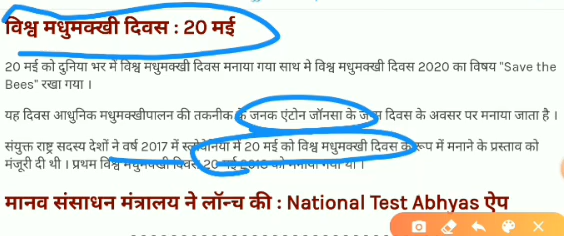 विश्व मधुमक्खी दिवस : 20 मई
20 मई को दुनिया भर में विश्व मधुमक्खी दिवस मनाया गया साथ मे विश्व मधुमक्खी दिवस 2020 का विषय "Save the
Bees" रखा गया ।
यह दिवस आधुनिक मधुमक्खीपालन की तकनीक के जनक एंटोन जॉनसा के जन्म दिवस के अवसर पर मनाया जाता है ।
संयुक्त राष्ट्र सदस्य देशों ने वर्ष 2017 में स्लोवेनिया में 20 मई को विश्व मधुमक्खी दिवस के रूप में मनाने के प्रस्ताव को
मंजूरी दी थी । प्रथम विश्व मधुमक्खी दिवस 20 मई 2018 को मनाया गया था ।
मानव संसाधन मंत्रालय ने लॉन्च की : National Test Abhyas ऐप